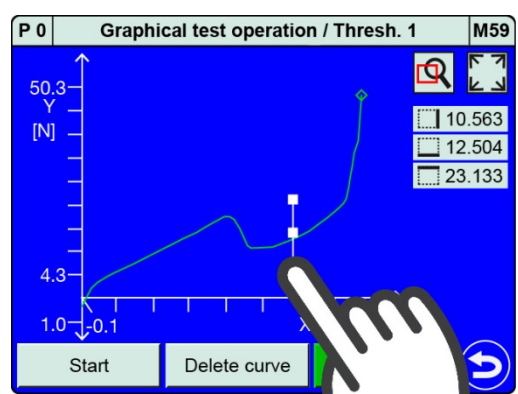 P 0 Graphical test operation / Thresh. 1 M59
50.3
Y
[N]
10.563
12.504
23.133
4.3
1.0 -0.1 X
Start Delete curve